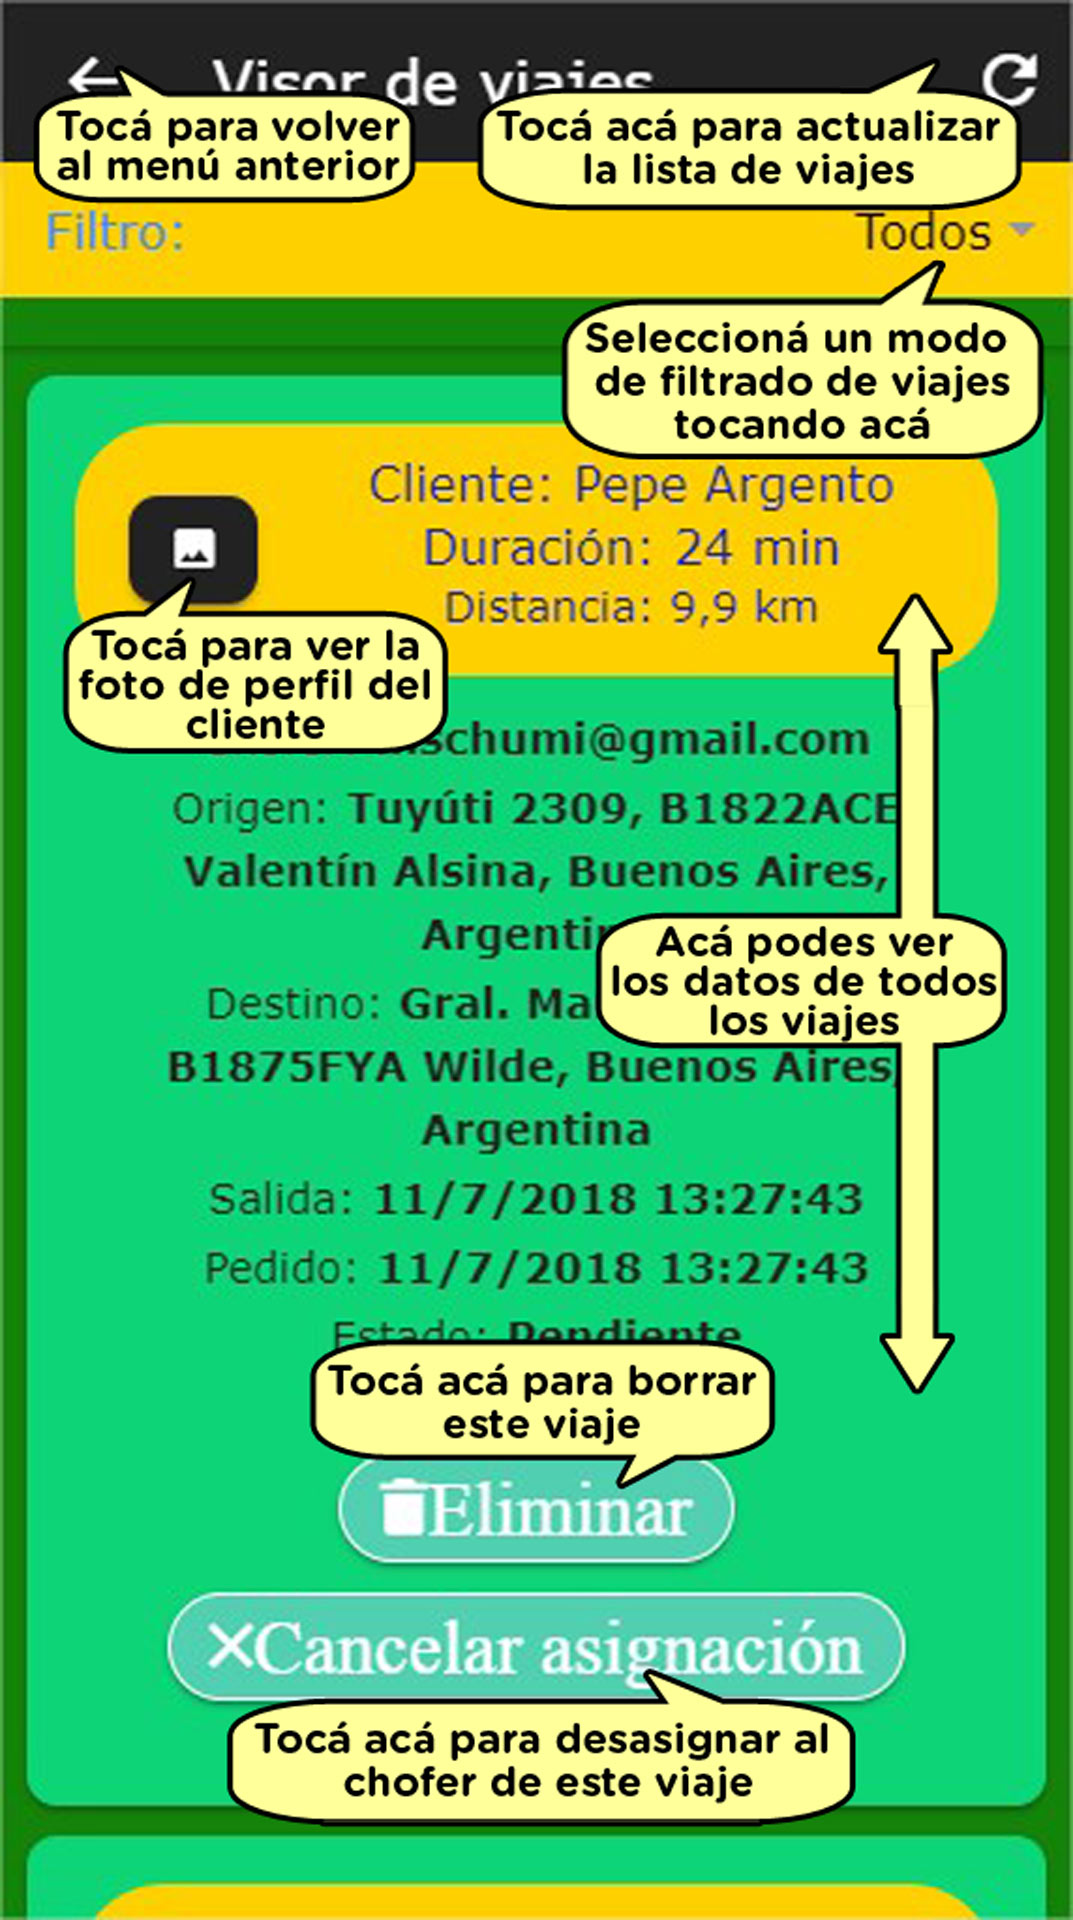 Visor de viajes
Tocá para volver
al menú anterior
Tocá acá para actualizar
la lista de viajes
Filtro:
Todos
Seleccioná un modo
de filtrado de viajes
tocando acá
Cliente: Pepe Argento
Duración: 24 min
Distancia: 9,9 km
Tocá para ver la
foto de perfil del
cliente
schumi@gmail.com
Origen: Tuyúti 2309, B1822ACE
Valentín Alsina, Buenos Aires,
Argentin
Acá podes ver
los datos de todos
los viajes
Destino: Gral. Ma
B1875FYA Wilde, Buenos Aires,
Argentina
Salida: 11/7/2018 13:27:43
Pedido: 11/7/2018 13:27:43
Estado: Pendiente
Tocá acá para borrar
este viaje
Eliminar
Cancelar asignación
Tocá acá para desasignar al
chofer de este viaje